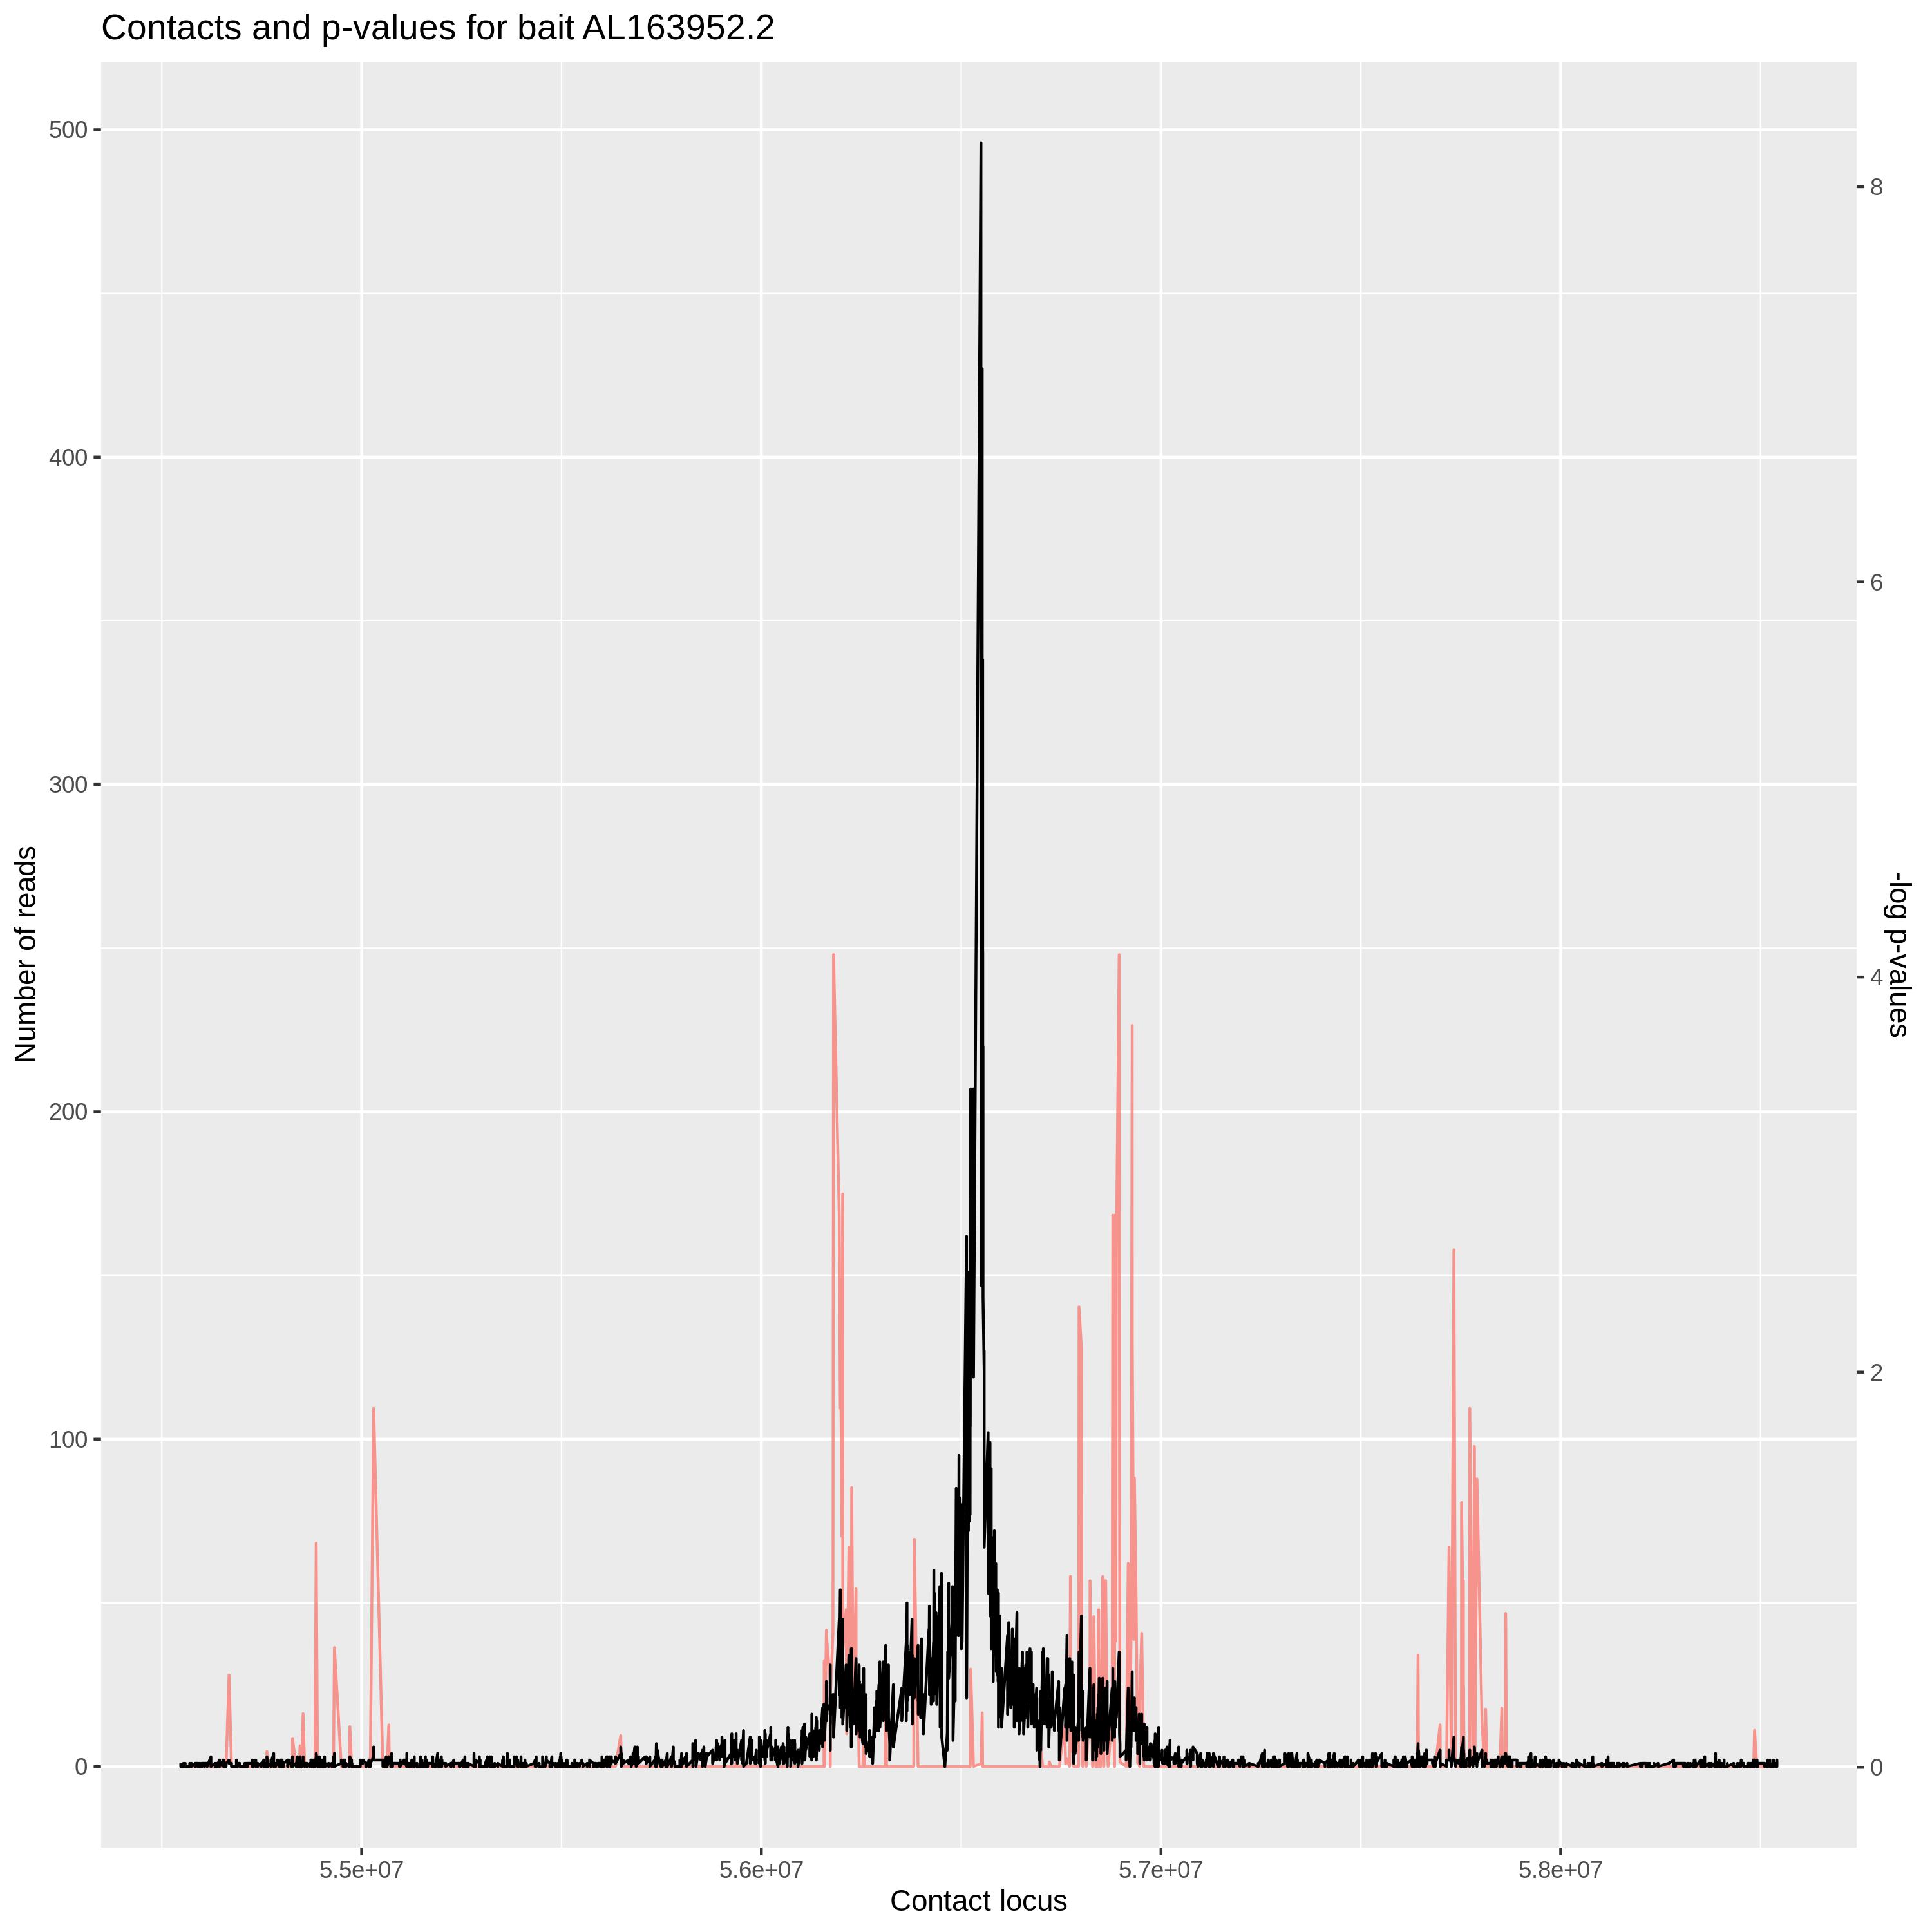 Contacts and p-values for bait AL163952.2
500
400
300
200
100
0
Number of reads
8
6
4
2
0
-log p-values
5.5e+07
5.6e+07
5.7e+07
5.8e+07
Contact locus